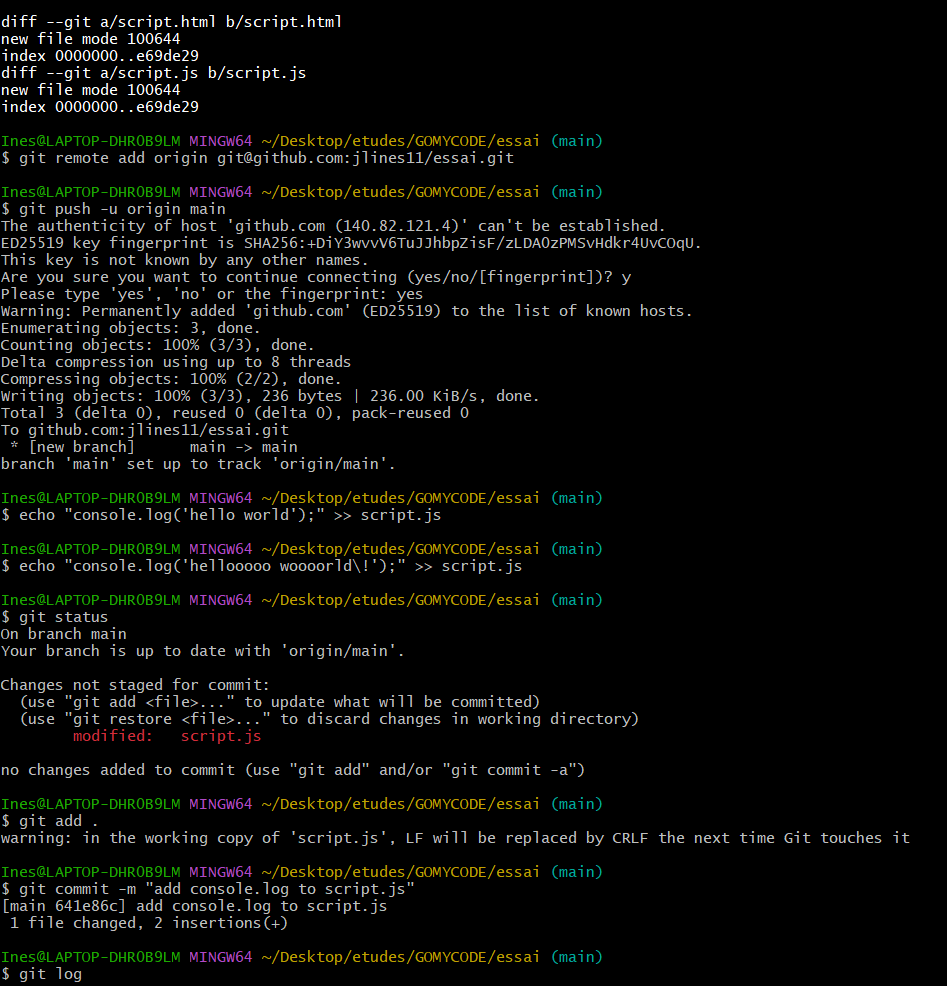 diff --git a/script.html b/script.html
new file mode 100644
index 0000000..e69de29
diff --git a/script.js b/script.js
new file mode 100644
index 0000000..e69de29
Ines@LAPTOP-DHR0B9LM MINGW64 ~/Desktop/etudes/GOMYCODE/essai (main)
$ git remote add origin git@github.com:jlines11/essai.git
Ines@LAPTOP-DHR0B9LM MINGW64 ~/Desktop/etudes/GOMYCODE/essai (main)
$ git push -u origin main
The authenticity of host 'github.com (140.82.121.4)' can't be established.
ED25519 key fingerprint is SHA256:+DiY3wvvV6TuJJhbpZisF/zLDA0zPMSvHdkr4UvCOqU.
This key is not known by any other names.
Are you sure you want to continue connecting (yes/no/[fingerprint])? y
Please type 'yes', 'no' or the fingerprint: yes
Warning: Permanently added 'github.com' (ED25519) to the list of known hosts.
Enumerating objects: 3, done.
Counting objects: 100% (3/3), done.
Delta compression using up to 8 threads
Compressing objects: 100% (2/2), done.
Writing objects: 100% (3/3), 236 bytes | 236.00 KiB/s, done.
Total 3 (delta 0), reused 0 (delta 0), pack-reused 0
To github.com:jlines11/essai.git
 * [new branch]      main -> main
branch 'main' set up to track 'origin/main'.
Ines@LAPTOP-DHR0B9LM MINGW64 ~/Desktop/etudes/GOMYCODE/essai (main)
$ echo "console.log('hello world');" >> script.js
Ines@LAPTOP-DHR0B9LM MINGW64 ~/Desktop/etudes/GOMYCODE/essai (main)
$ echo "console.log('hellooooo woooorld\!');" >> script.js
Ines@LAPTOP-DHR0B9LM MINGW64 ~/Desktop/etudes/GOMYCODE/essai (main)
$ git status
On branch main
Your branch is up to date with 'origin/main'.
Changes not staged for commit:
  (use "git add <file>..." to update what will be committed)
  (use "git restore <file>..." to discard changes in working directory)
        modified:   script.js
no changes added to commit (use "git add" and/or "git commit -a")
Ines@LAPTOP-DHR0B9LM MINGW64 ~/Desktop/etudes/GOMYCODE/essai (main)
$ git add .
warning: in the working copy of 'script.js', LF will be replaced by CRLF the next time Git touches it
Ines@LAPTOP-DHR0B9LM MINGW64 ~/Desktop/etudes/GOMYCODE/essai (main)
$ git commit -m "add console.log to script.js"
[main 641e86c] add console.log to script.js
 1 file changed, 2 insertions(+)
Ines@LAPTOP-DHR0B9LM MINGW64 ~/Desktop/etudes/GOMYCODE/essai (main)
$ git log